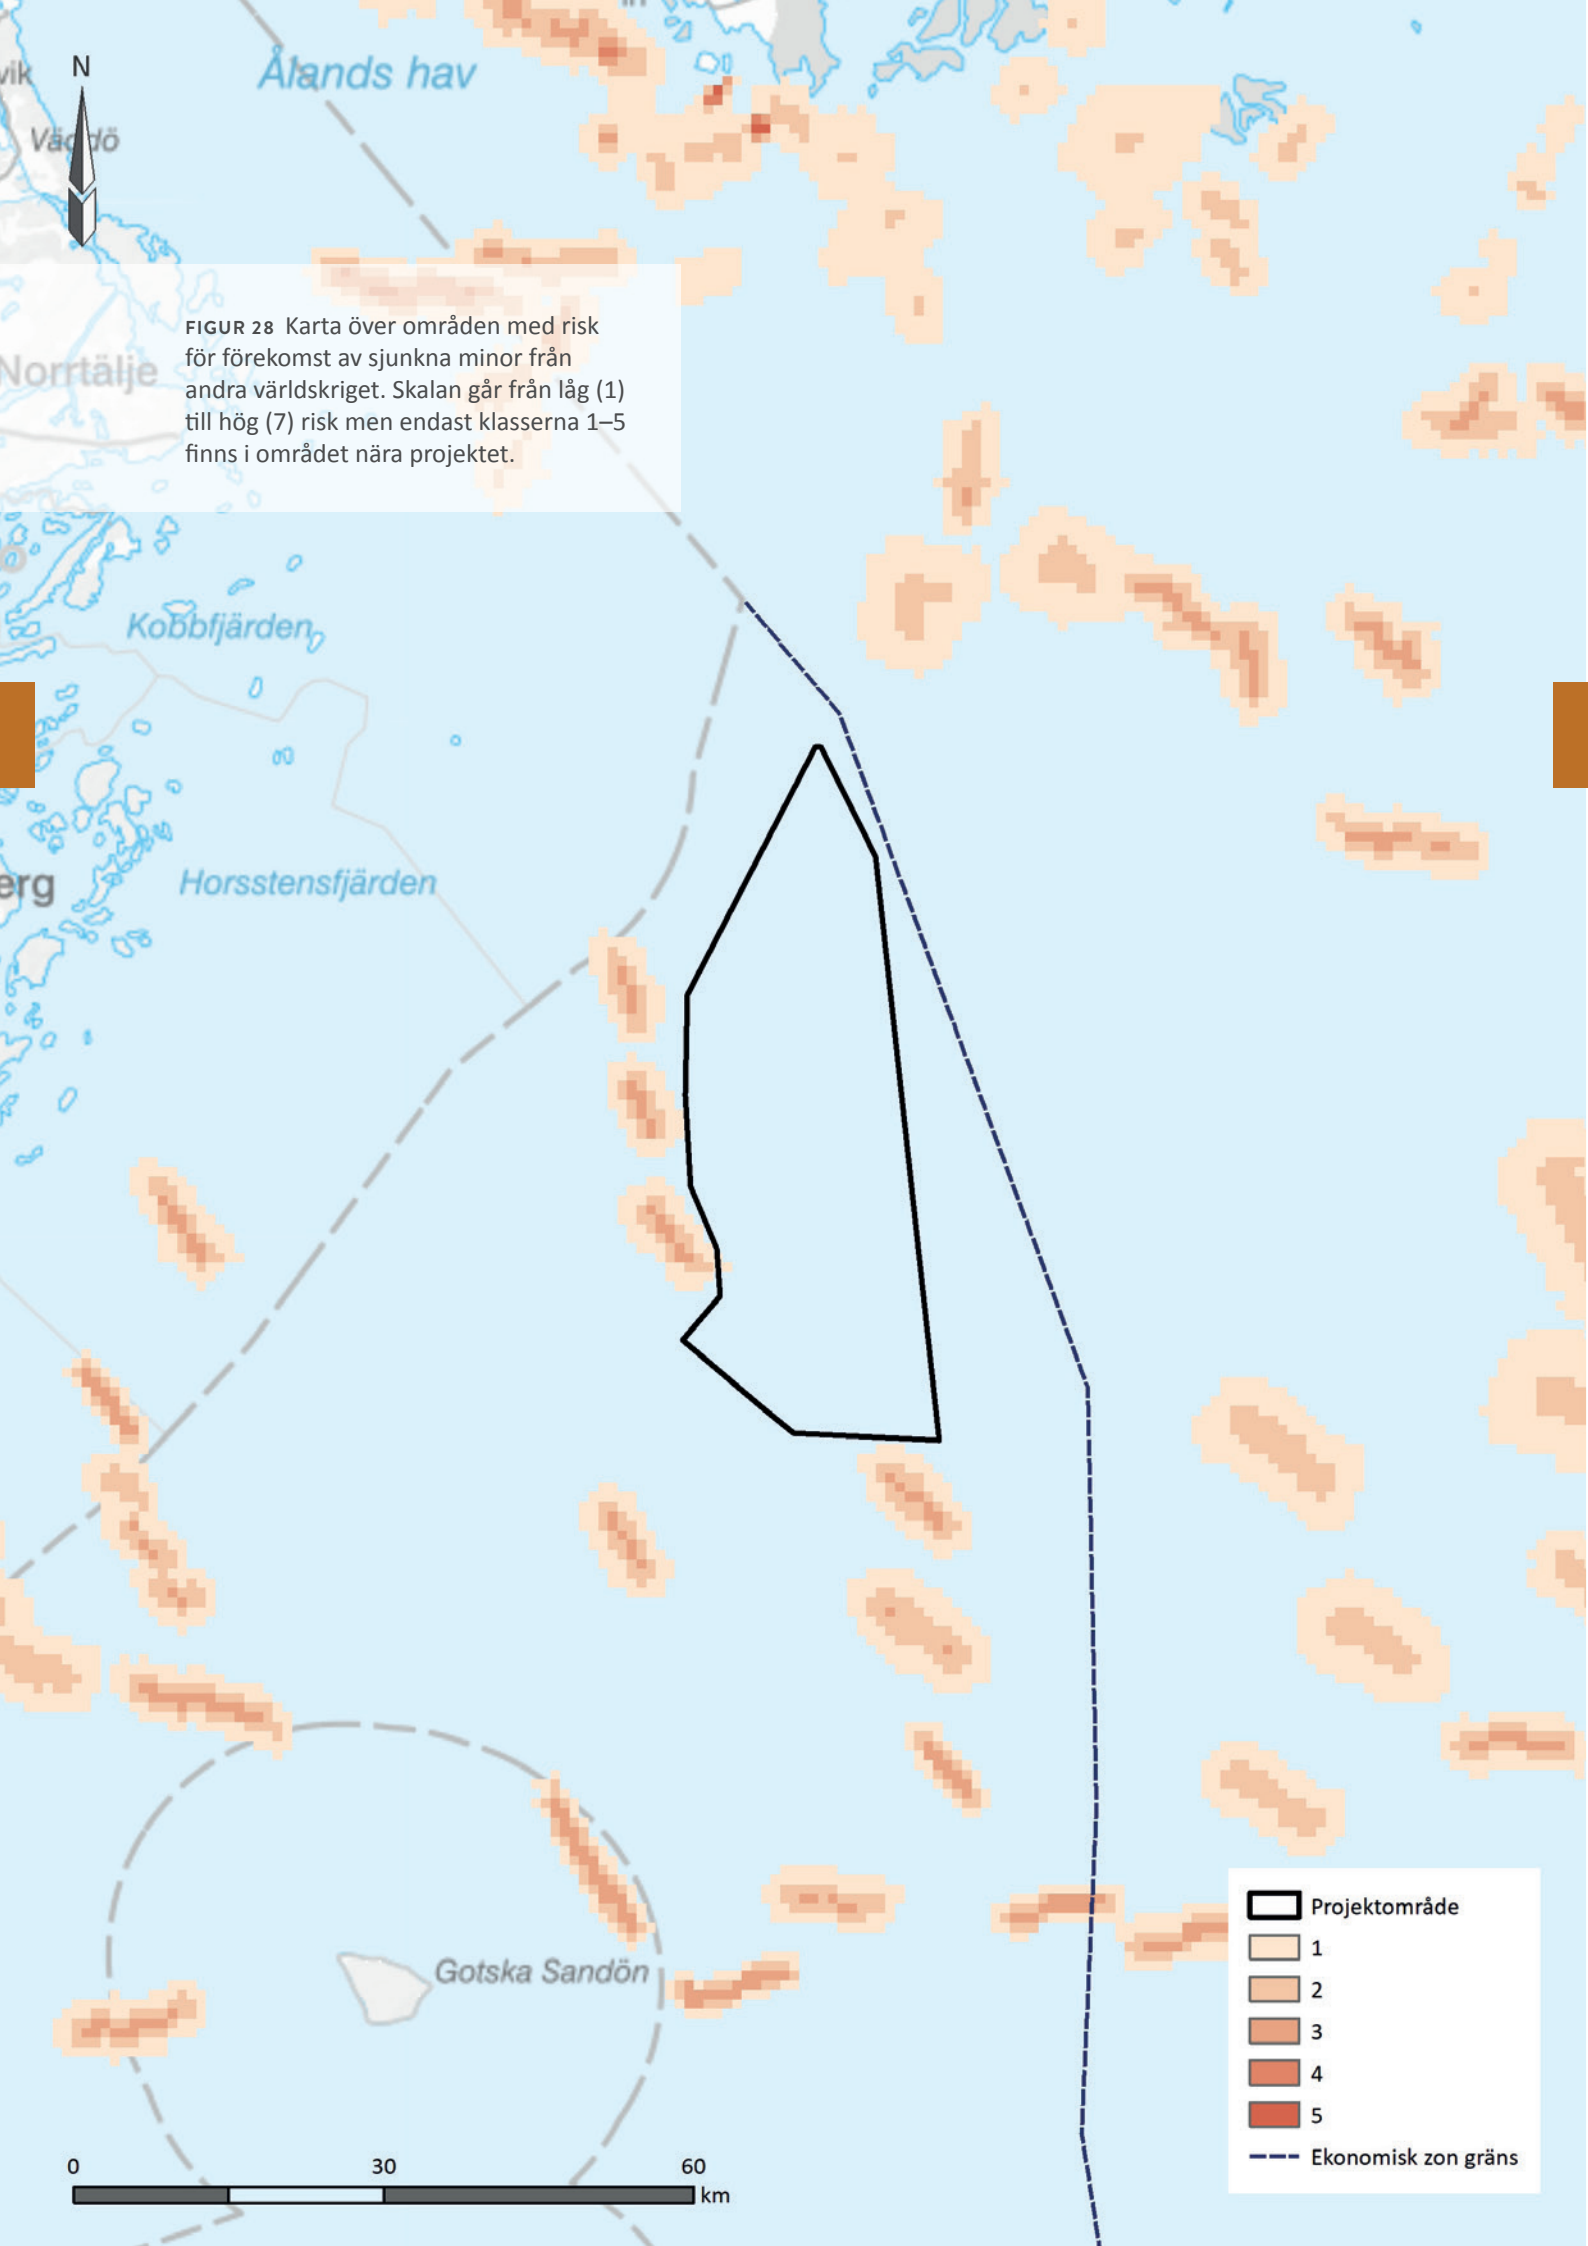 Ålands hav
vik
N
Väddö
FIGUR 28 Karta över områden med risk
för förekomst av sjunkna minor från
andra världskriget. Skalan går från låg (1)
till hög (7) risk men endast klasserna 1–5
finns i området nära projektet.
Norrtälje
Kobbfjärden
erg
Horsstensfjärden
Gotska Sandön
Projektområde
1
2
3
4
5
Ekonomisk zon gräns
0 30 60
km